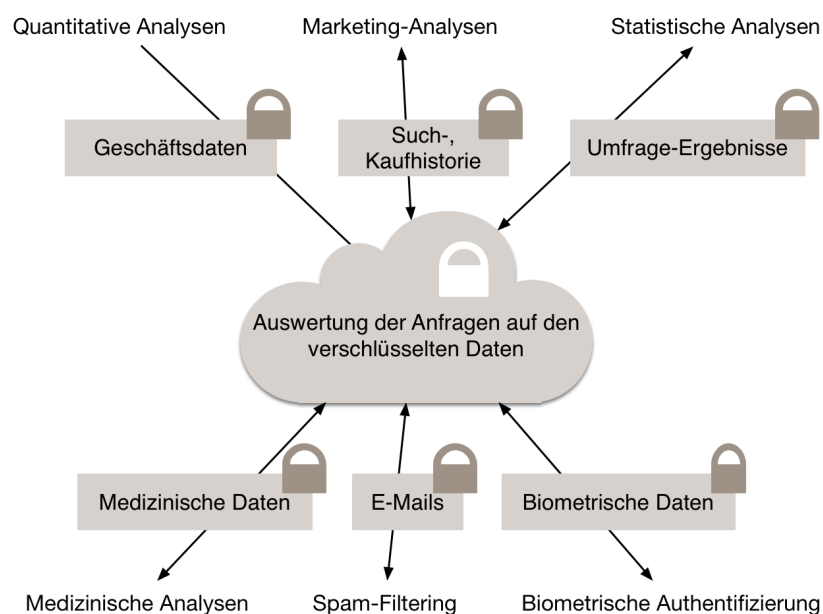 Quantitative Analysen
Marketing-Analysen
Statistische Analysen
Geschäftsdaten
Such-,
Kaufhistorie
Umfrage-Ergebnisse
Auswertung der Anfragen auf den
verschlüsselten Daten
Medizinische Daten
E-Mails
Biometrische Daten
Medizinische Analysen
Spam-Filtering
Biometrische Authentifizierung